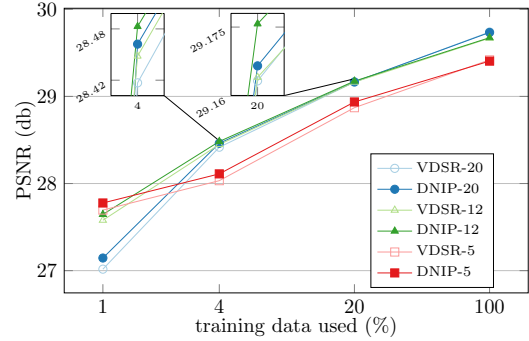 30
29
28
27
PSNR (db)
28.48
28.42
4
29.175
29.16
20
VDSR-20
DNIP-20
VDSR-12
DNIP-12
VDSR-5
DNIP-5
1
4
20
100
training data used (%)